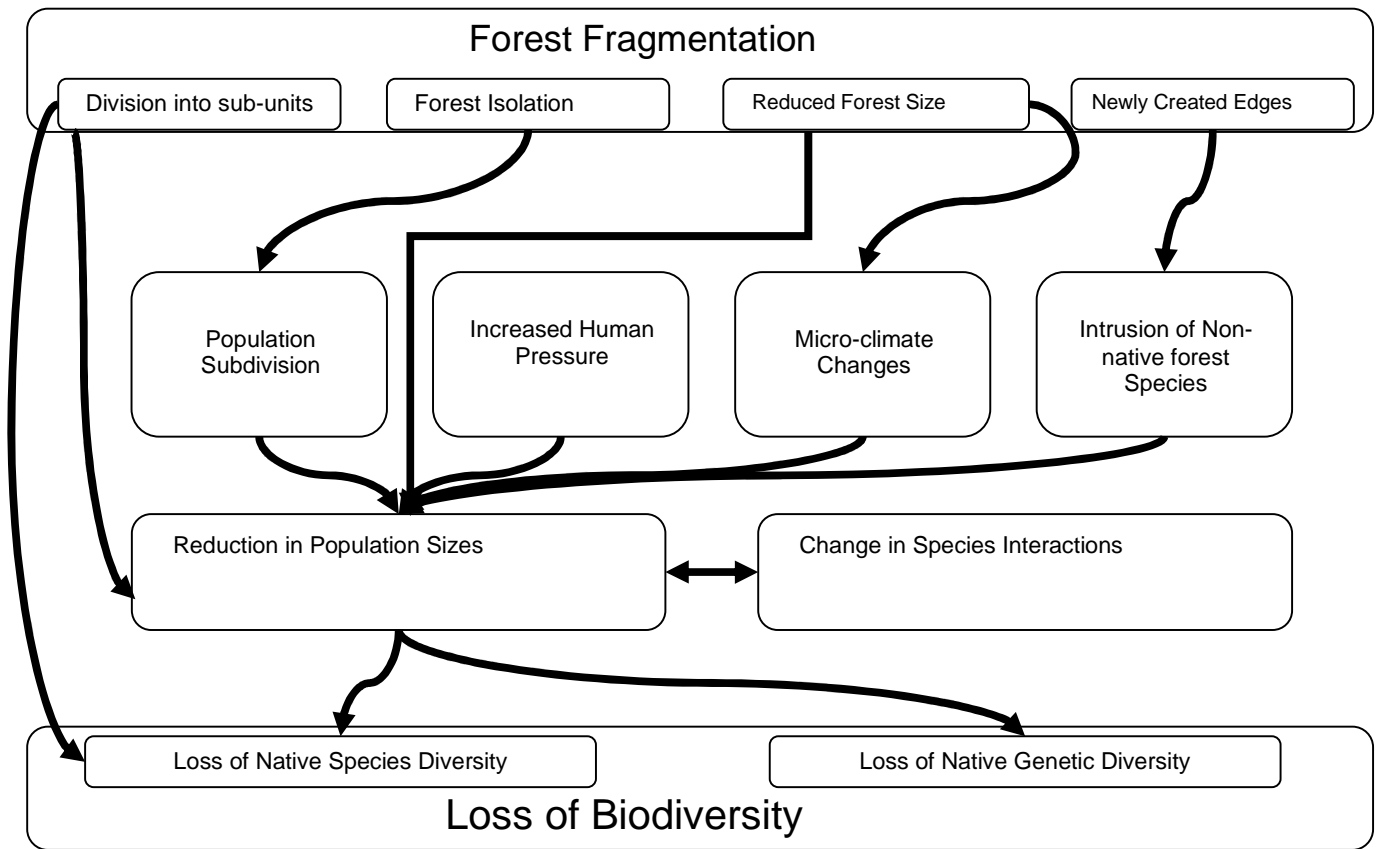 Forest Fragmentation
Division into sub-units
Forest Isolation
Reduced Forest Size
Newly Created Edges
Population
Subdivision
Increased Human
Pressure
Micro-climate
Changes
Intrusion of Non-
native forest
Species
Reduction in Population Sizes
Change in Species Interactions
Loss of Native Species Diversity
Loss of Native Genetic Diversity
Loss of Biodiversity